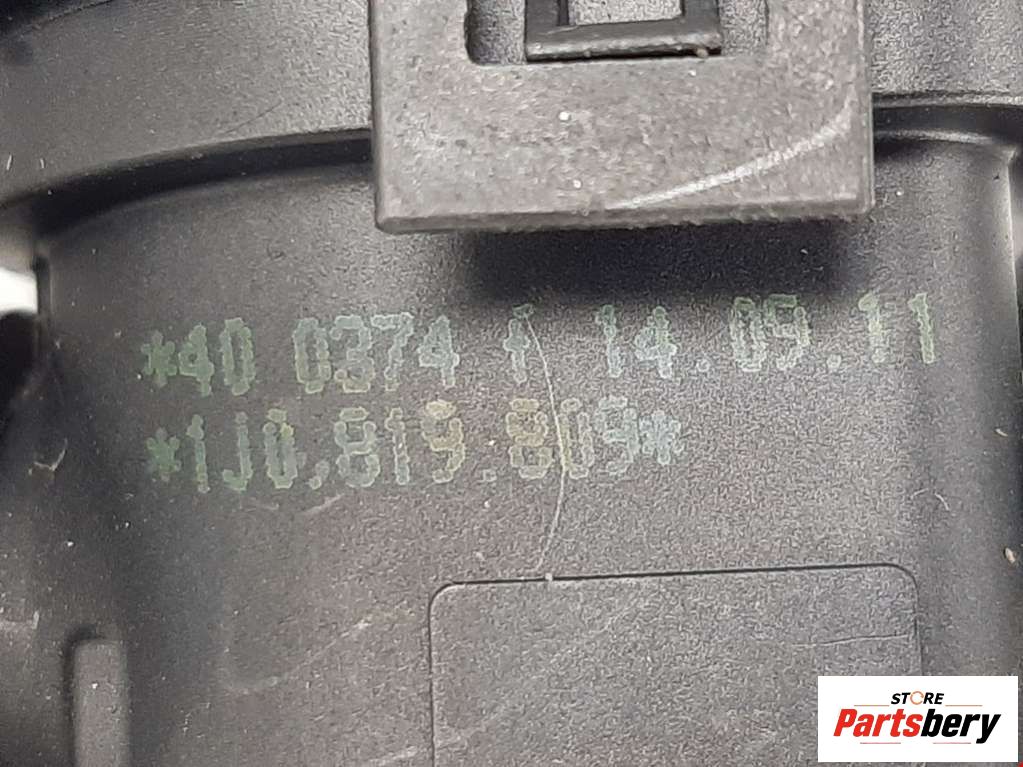 *40 0374 f 14.09.11
*1J0.819.809*
STORE
Partsbery